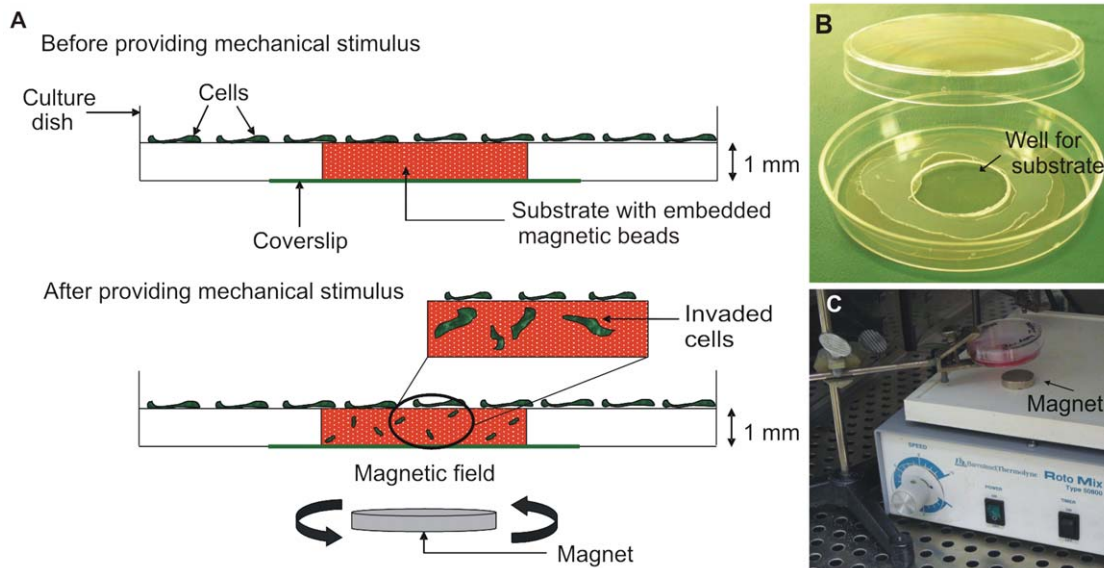 A
Before providing mechanical stimulus
Culture
dish
Cells
1 mm
Coverslip
Substrate with embedded
magnetic beads
After providing mechanical stimulus
Invaded
cells
1 mm
Magnetic field
Magnet
B
Well for
substrate
C
Magnet
SPEED
Thermolyne
Roto Mix
Type 50800
POWER
TIMER